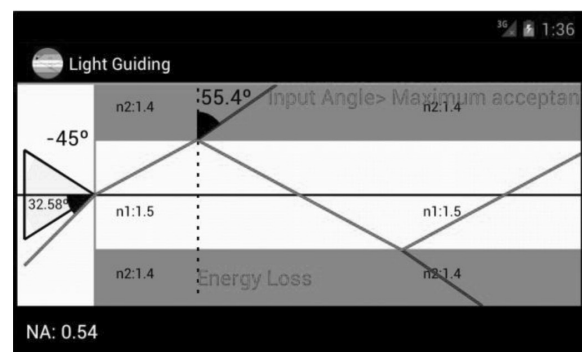 3G 1:36
Light Guiding
55.4º Input Angle> Maximum acceptan
n2:1.4 n2:1.4
-45º
32.58º n1:1.5 n1:1.5
n2:1.4 Energy Loss n2:1.4
NA: 0.54